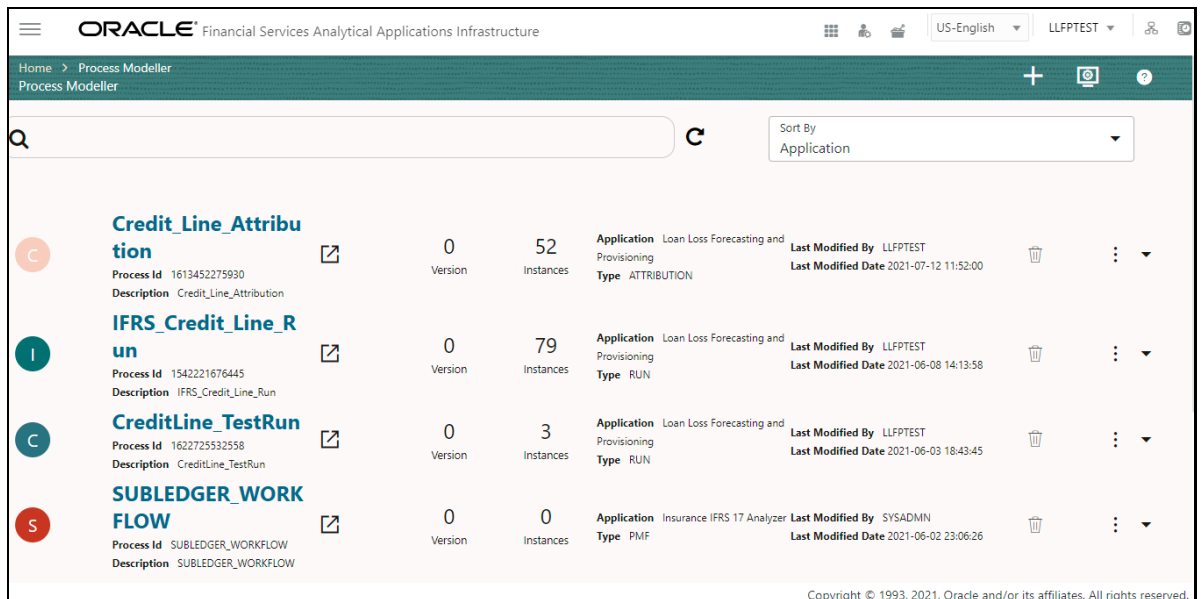 ORACLE® Financial Services Analytical Applications Infrastructure
US-English
LLFPTEST
Home > Process Modeller
Process Modeller
Sort By
Application
C
Credit_Line_Attribu
tion
Process Id 1613452275930
Description Credit_Line_Attribution
0
Version
52
Instances
Application Loan Loss Forecasting and
Provisioning
Type ATTRIBUTION
Last Modified By LLFPTEST
Last Modified Date 2021-07-12 11:52:00
I
IFRS_Credit_Line_R
un
Process Id 1542221676445
Description IFRS_Credit_Line_Run
0
Version
79
Instances
Application Loan Loss Forecasting and
Provisioning
Type RUN
Last Modified By LLFPTEST
Last Modified Date 2021-06-08 14:13:58
C
CreditLine_TestRun
Process Id 1622725532558
Description CreditLine_TestRun
0
Version
3
Instances
Application Loan Loss Forecasting and
Provisioning
Type RUN
Last Modified By LLFPTEST
Last Modified Date 2021-06-03 18:43:45
S
SUBLEDGER_WORK
FLOW
Process Id SUBLEDGER_WORKFLOW
Description SUBLEDGER_WORKFLOW
0
Version
0
Instances
Application Insurance IFRS 17 Analyzer
Type PMF
Last Modified By SYSADMN
Last Modified Date 2021-06-02 23:06:26
Copyright © 1993, 2021, Oracle and/or its affiliates. All rights reserved.